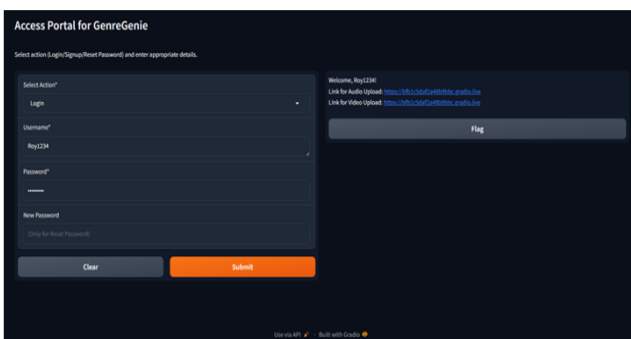 Access Portal for GenreGenie
Select action (Login/Signup/Reset Password) and enter appropriate details.
Select Action*
Login
Username*
Roy1234
Password*
••••••••
New Password
(Only for Reset Password)
Clear
Submit
Welcome, Roy1234!
Link for Audio Upload:
Link for Video Upload:
Flag
Use via API
·
Built with Gradio